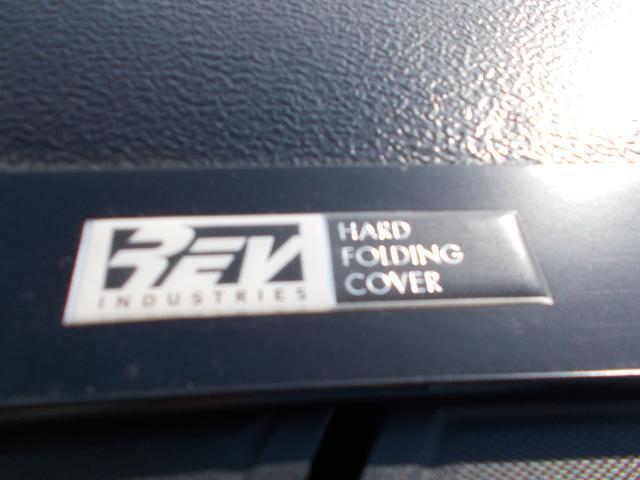 REV
INDUSTRIES
HARD
FOLDING
COVER